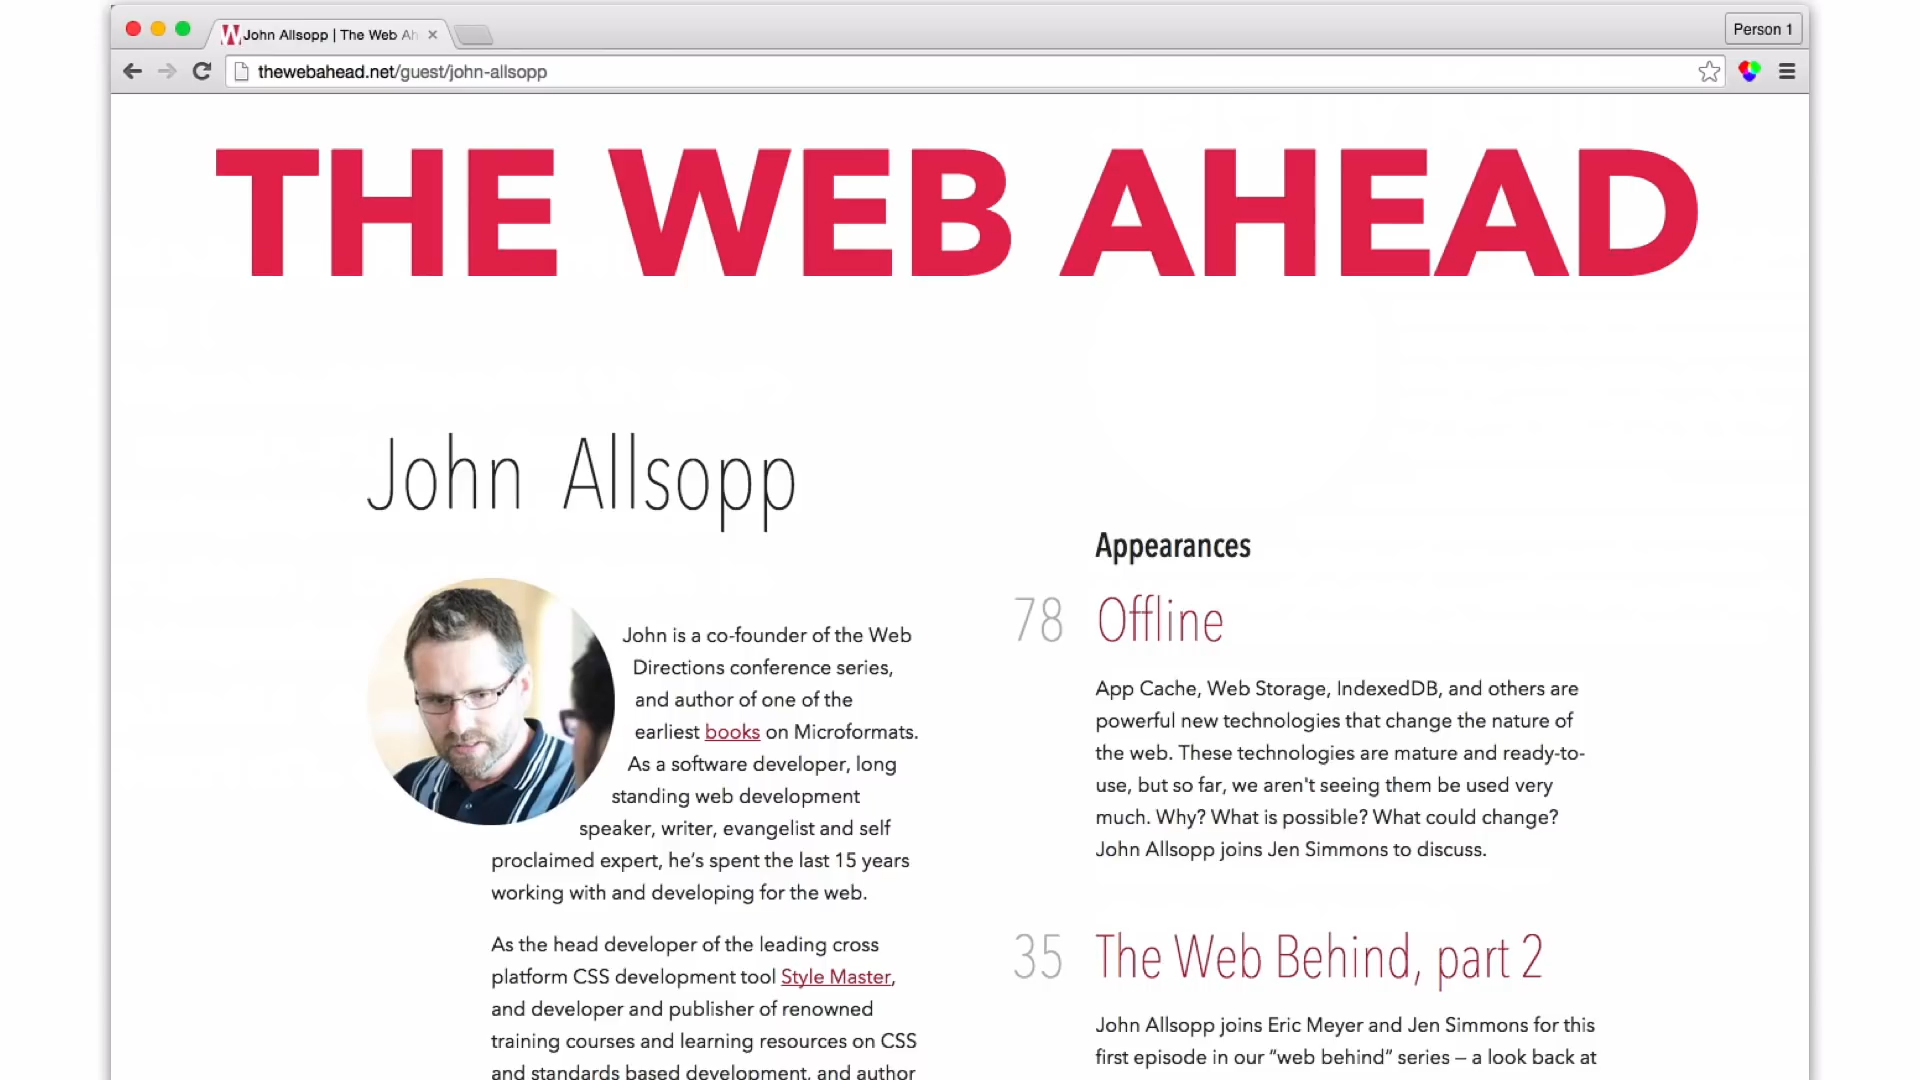 John Allsopp | The Web Ah
Person 1
thewebahead.net/guest/john-allsopp
THE WEB AHEAD
John Allsopp
John is a co-founder of the Web
Directions conference series,
and author of one of the
earliest books on Microformats.
As a software developer, long
standing web development
speaker, writer, evangelist and self
proclaimed expert, he’s spent the last 15 years
working with and developing for the web.
As the head developer of the leading cross
platform CSS development tool Style Master,
and developer and publisher of renowned
training courses and learning resources on CSS
and standards based development, and author
Appearances
78 Offline
App Cache, Web Storage, IndexedDB, and others are
powerful new technologies that change the nature of
the web. These technologies are mature and ready-to-
use, but so far, we aren't seeing them be used very
much. Why? What is possible? What could change?
John Allsopp joins Jen Simmons to discuss.
35 The Web Behind, part 2
John Allsopp joins Eric Meyer and Jen Simmons for this
first episode in our “web behind” series — a look back at